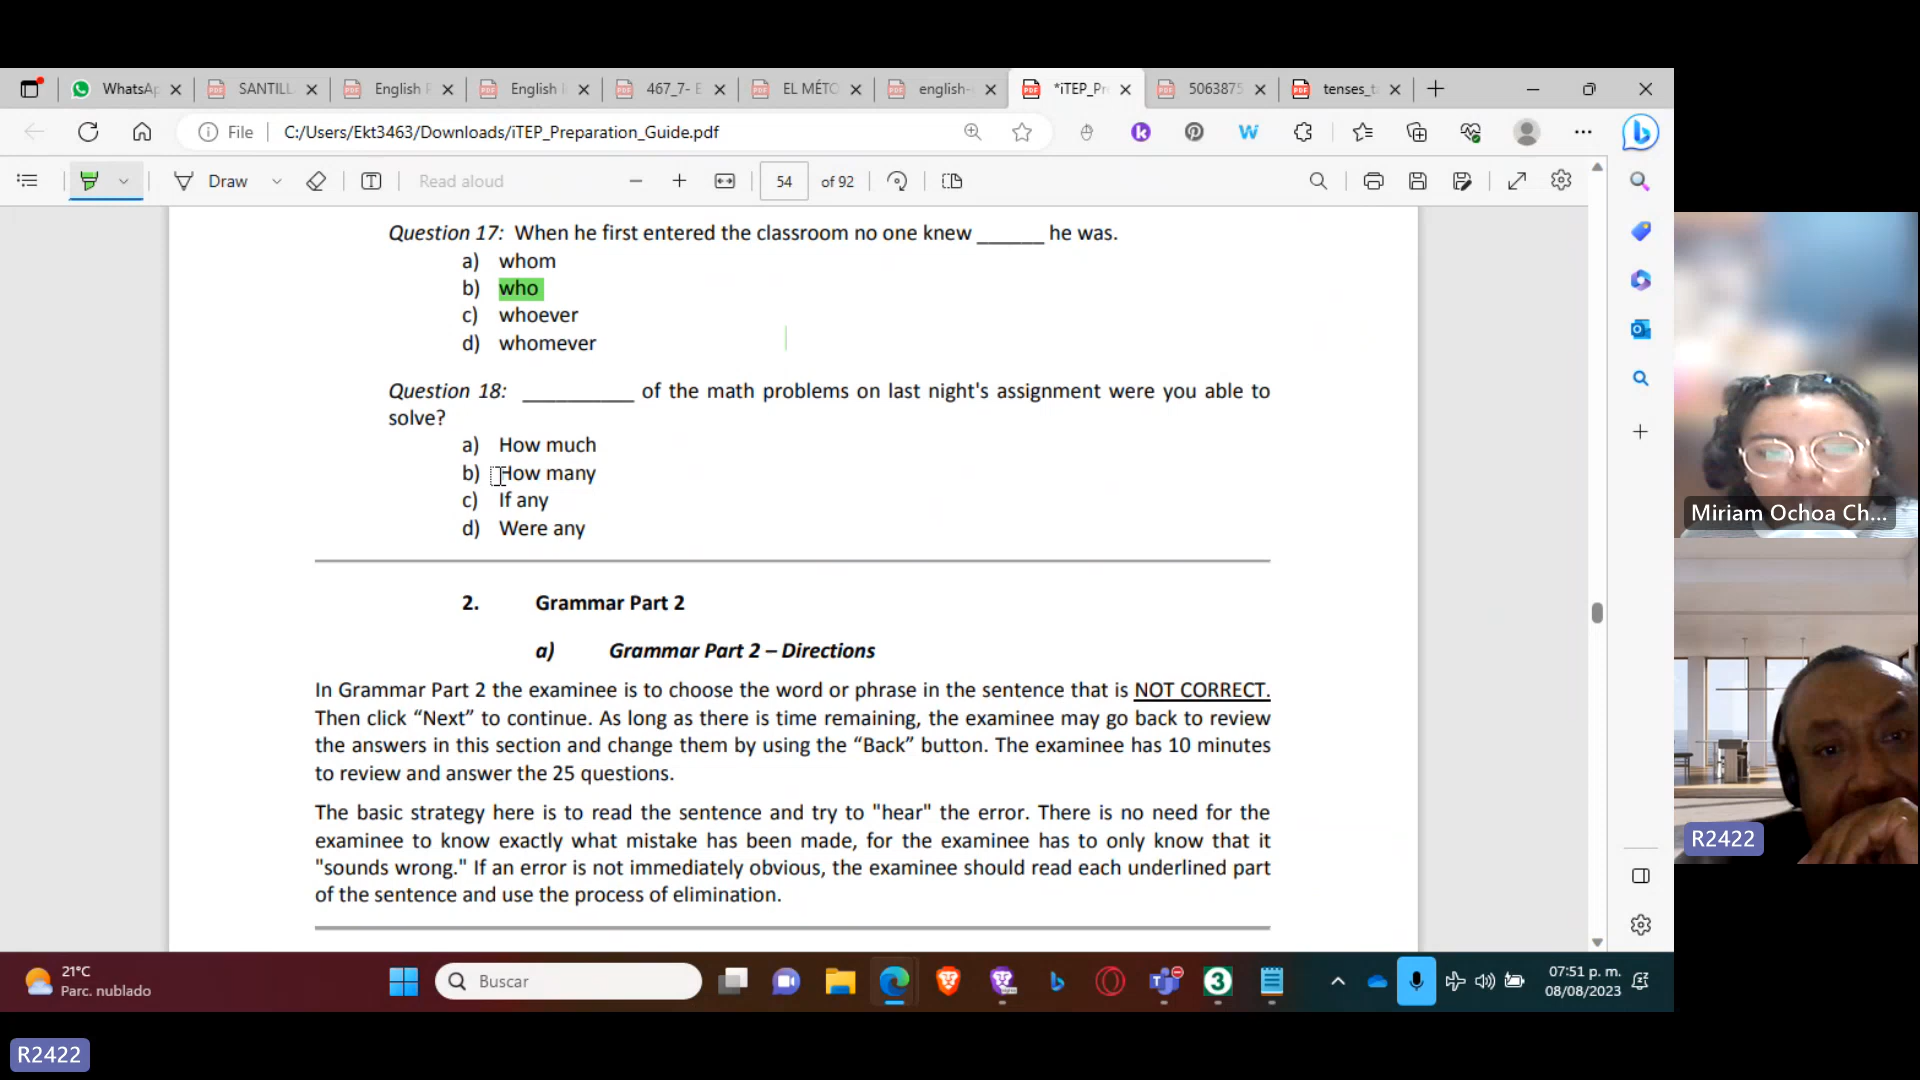 WhatsAp
SANTILL
English F
English I
467_7- E
EL MÉTO
english-
*iTEP_Pr
5063875
tenses_t
File
C:/Users/Ekt3463/Downloads/iTEP_Preparation_Guide.pdf
Draw
Read aloud
54
of 92
Question 17: When he first entered the classroom no one knew ______ he was.
a) whom
b) who
c) whoever
d) whomever
Question 18: __________ of the math problems on last night's assignment were you able to
solve?
a) How much
b) How many
c) If any
d) Were any
2. Grammar Part 2
a) Grammar Part 2 – Directions
In Grammar Part 2 the examinee is to choose the word or phrase in the sentence that is NOT CORRECT.
Then click “Next” to continue. As long as there is time remaining, the examinee may go back to review
the answers in this section and change them by using the “Back” button. The examinee has 10 minutes
to review and answer the 25 questions.
The basic strategy here is to read the sentence and try to "hear" the error. There is no need for the
examinee to know exactly what mistake has been made, for the examinee has to only know that it
"sounds wrong." If an error is not immediately obvious, the examinee should read each underlined part
of the sentence and use the process of elimination.
Miriam Ochoa Ch...
R2422
21°C
Parc. nublado
Buscar
07:51 p. m.
08/08/2023
R2422